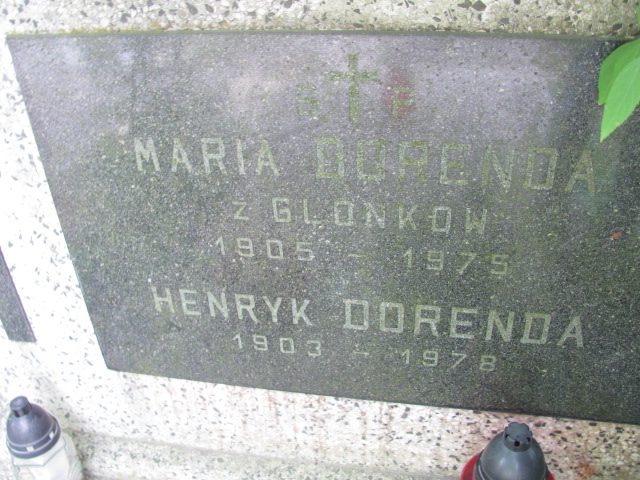 Ś P
MARIA DORENDA
Z GLONKÓW
1905 - 1975
HENRYK DORENDA
1903 - 1978